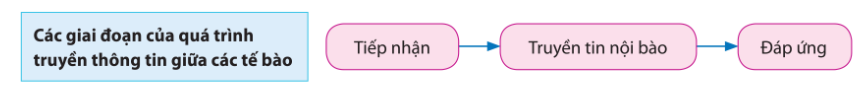 Các giai đoạn của quá trình
truyền thông tin giữa các tế bào
Tiếp nhận
Truyền tin nội bào
Đáp ứng